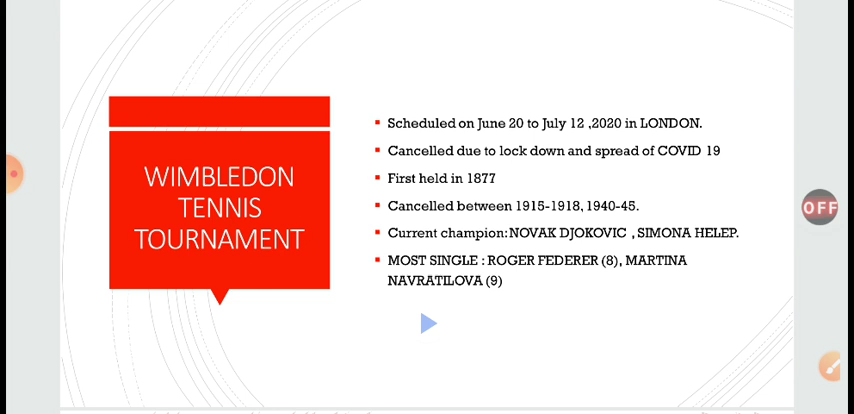 WIMBLEDON
TENNIS
TOURNAMENT
Scheduled on June 20 to July 12 ,2020 in LONDON.
Cancelled due to lock down and spread of COVID 19
First held in 1877
Cancelled between 1915-1918, 1940-45.
Current champion: NOVAK DJOKOVIC , SIMONA HELEP.
MOST SINGLE : ROGER FEDERER (8), MARTINA
NAVRATILOVA (9)
OFF